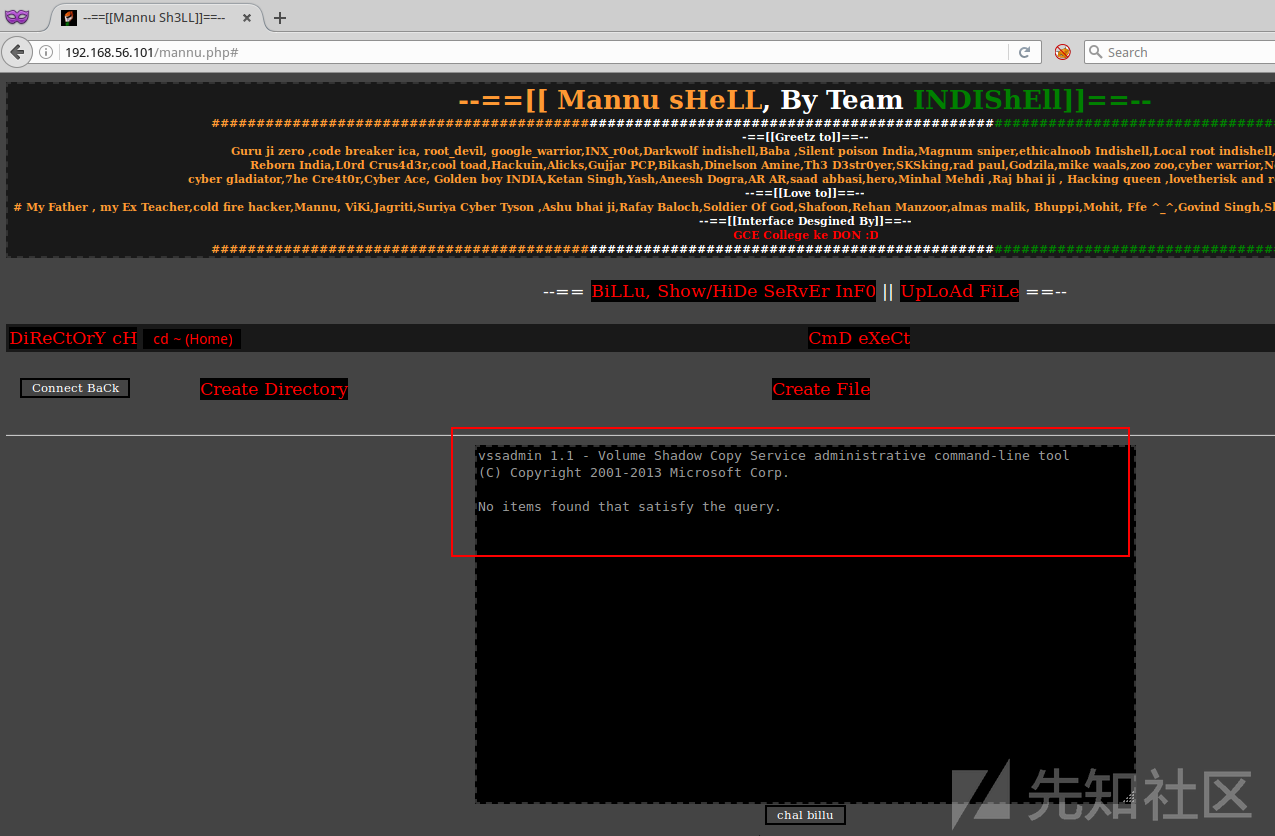 --==[[Mannu Sh3LL]]==--
192.168.56.101/mannu.php#
Search
--==[[ Mannu sHeLL, By Team INDIShEll]]==--
############################################################################################################################
-==[[Greetz to]]==--
Guru ji zero ,code breaker ica, root_devil, google_warrior,INX_r0ot,Darkwolf indishell,Baba ,Silent poison India,Magnum sniper,ethicalnoob Indishell,Local root indishell,
Reborn India,L0rd Crus4d3r,cool toad,Hackuin,Alicks,Gujjar PCP,Bikash,Dinelson Amine,Th3 D3str0yer,SKSking,rad paul,Godzila,mike waals,zoo zoo,cyber warrior,
cyber gladiator,7he Cre4t0r,Cyber Ace, Golden boy INDIA,Ketan Singh,Yash,Aneesh Dogra,AR AR,saad abbasi,hero,Minhal Mehdi ,Raj bhai ji , Hacking queen ,lovetherisk and
--==[[Love to]]==--
# My Father , my Ex Teacher,cold fire hacker,Mannu, ViKi,Jagriti,Suriya Cyber Tyson ,Ashu bhai ji,Rafay Baloch,Soldier Of God,Shafoon,Rehan Manzoor,almas malik, Bhuppi,Mohit, Ffe ^_^,Govind Singh,
--==[[Interface Desgined By]]==--
GCE College ke DON :D
############################################################################################################################
--== BiLLu, Show/HiDe SeRvEr InF0 || UpLoAd FiLe ==--
DiReCtOrY cH cd ~ (Home) CmD eXeCt
Connect BaCk Create Directory Create File
vssadmin 1.1 - Volume Shadow Copy Service administrative command-line tool
(C) Copyright 2001-2013 Microsoft Corp.
No items found that satisfy the query.
chal billu
先知社区